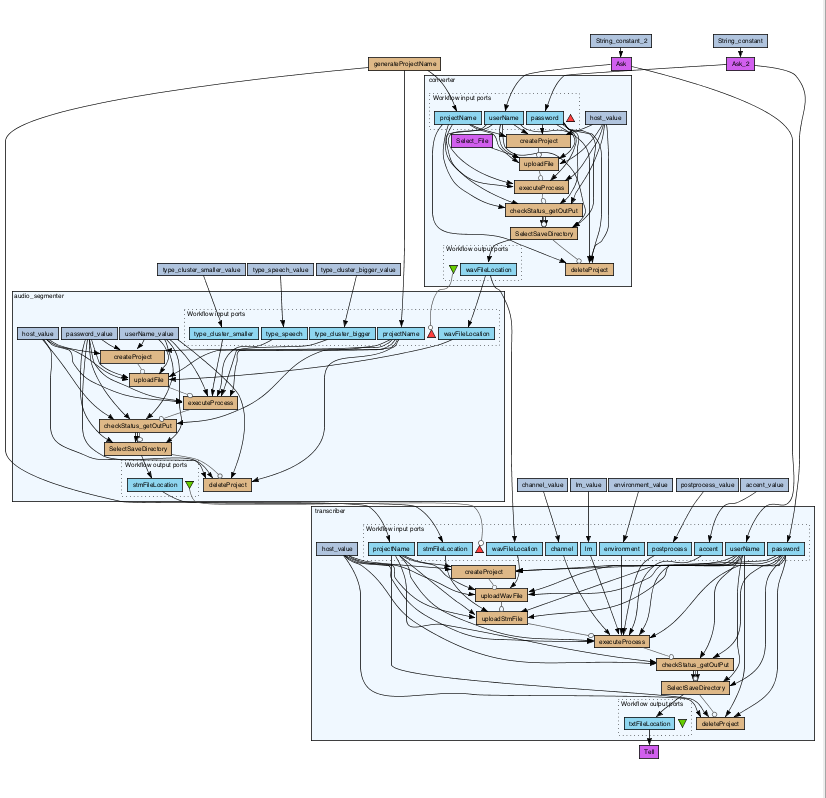 String_constant_2
String_constant
generateProjectName
Ask
Ask_2
converter
Workflow input ports
projectName
userName
password
host_value
Select_File
createProject
uploadFile
executeProcess
checkStatus_getOutPut
SelectSaveDirectory
Workflow output ports
wavFileLocation
deleteProject
type_cluster_smaller_value
type_speech_value
type_cluster_bigger_value
audio_segmenter
Workflow input ports
host_value
password_value
userName_value
type_cluster_smaller
type_speech
type_cluster_bigger
projectName
wavFileLocation
createProject
uploadFile
executeProcess
checkStatus_getOutPut
SelectSaveDirectory
Workflow output ports
stmFileLocation
deleteProject
channel_value
lm_value
environment_value
postprocess_value
accent_value
transcriber
Workflow input ports
host_value
projectName
stmFileLocation
wavFileLocation
channel
lm
environment
postprocess
accent
userName
password
createProject
uploadWavFile
uploadStmFile
executeProcess
checkStatus_getOutPut
SelectSaveDirectory
Workflow output ports
txtFileLocation
deleteProject
Tell